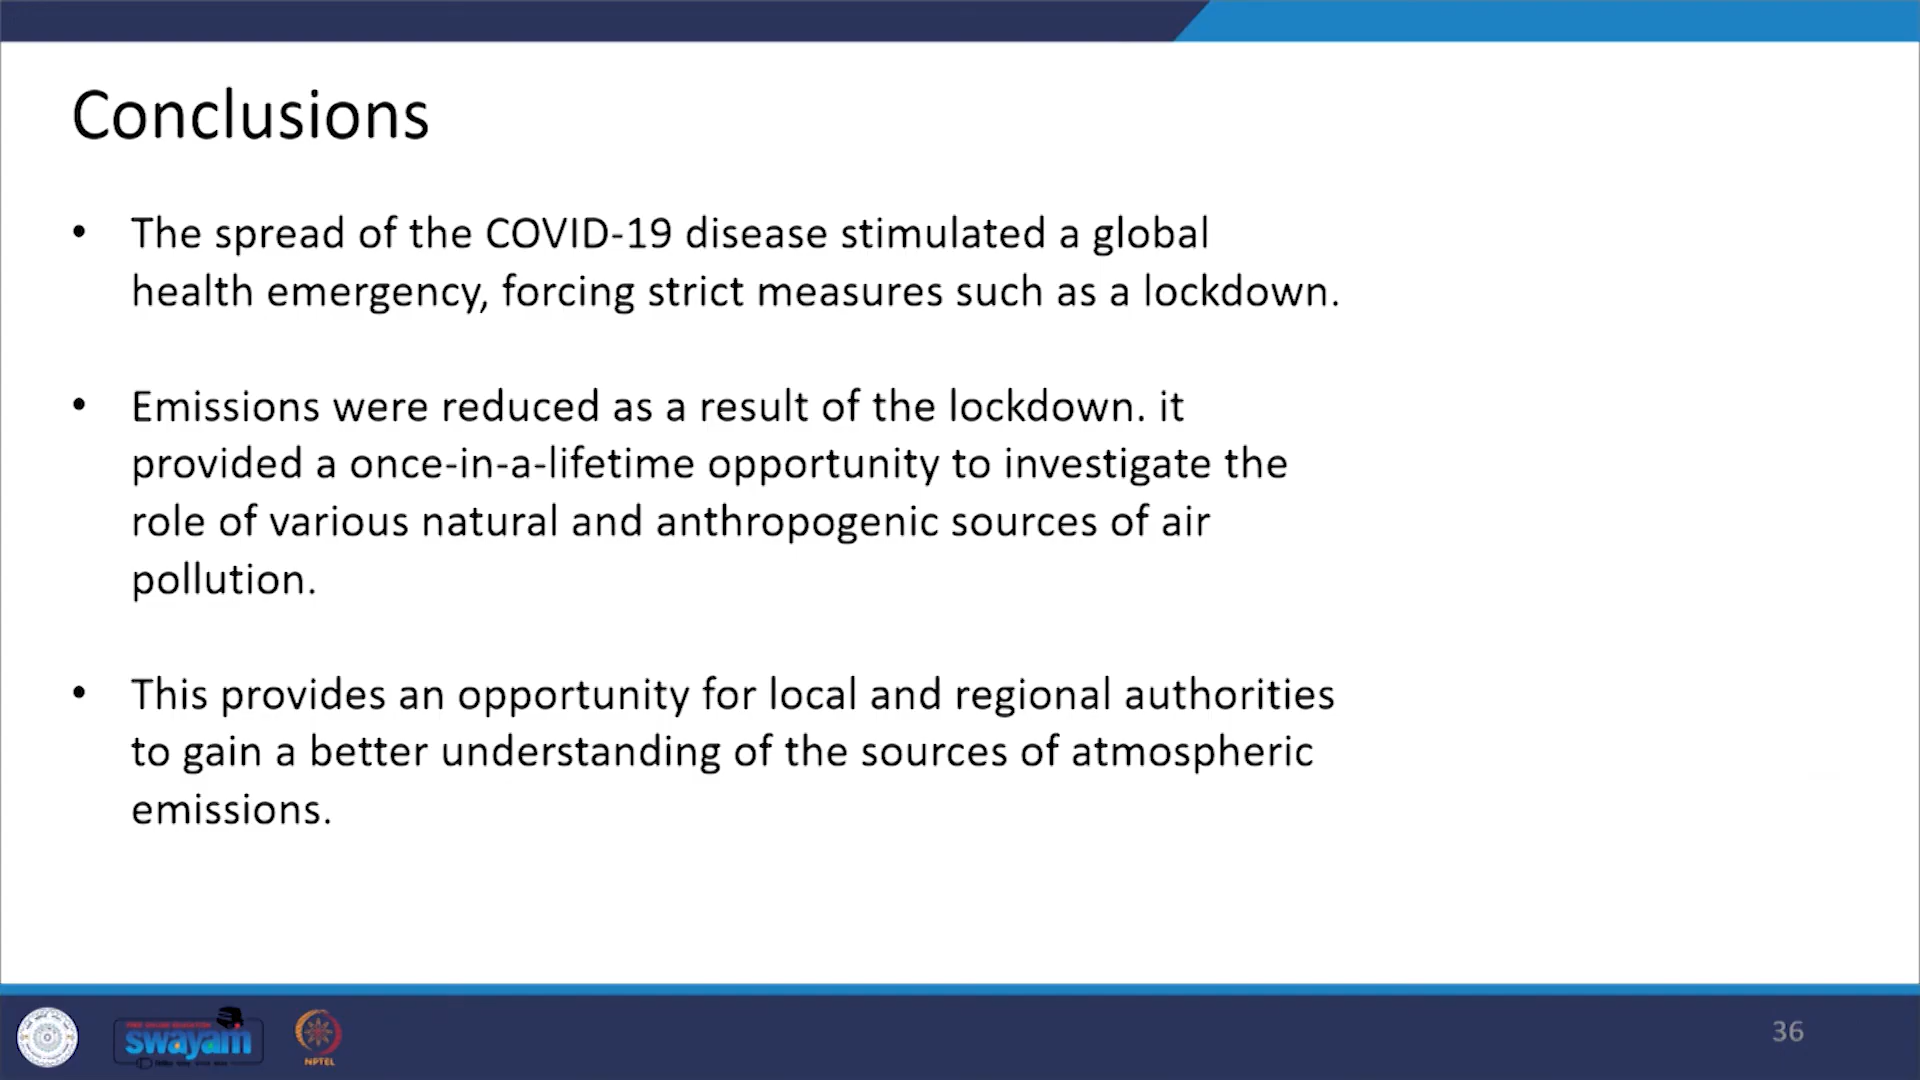 Conclusions
• The spread of the COVID-19 disease stimulated a global
health emergency, forcing strict measures such as a lockdown.
• Emissions were reduced as a result of the lockdown. it
provided a once-in-a-lifetime opportunity to investigate the
role of various natural and anthropogenic sources of air
pollution.
• This provides an opportunity for local and regional authorities
to gain a better understanding of the sources of atmospheric
emissions.
swayam
NPTEL
36